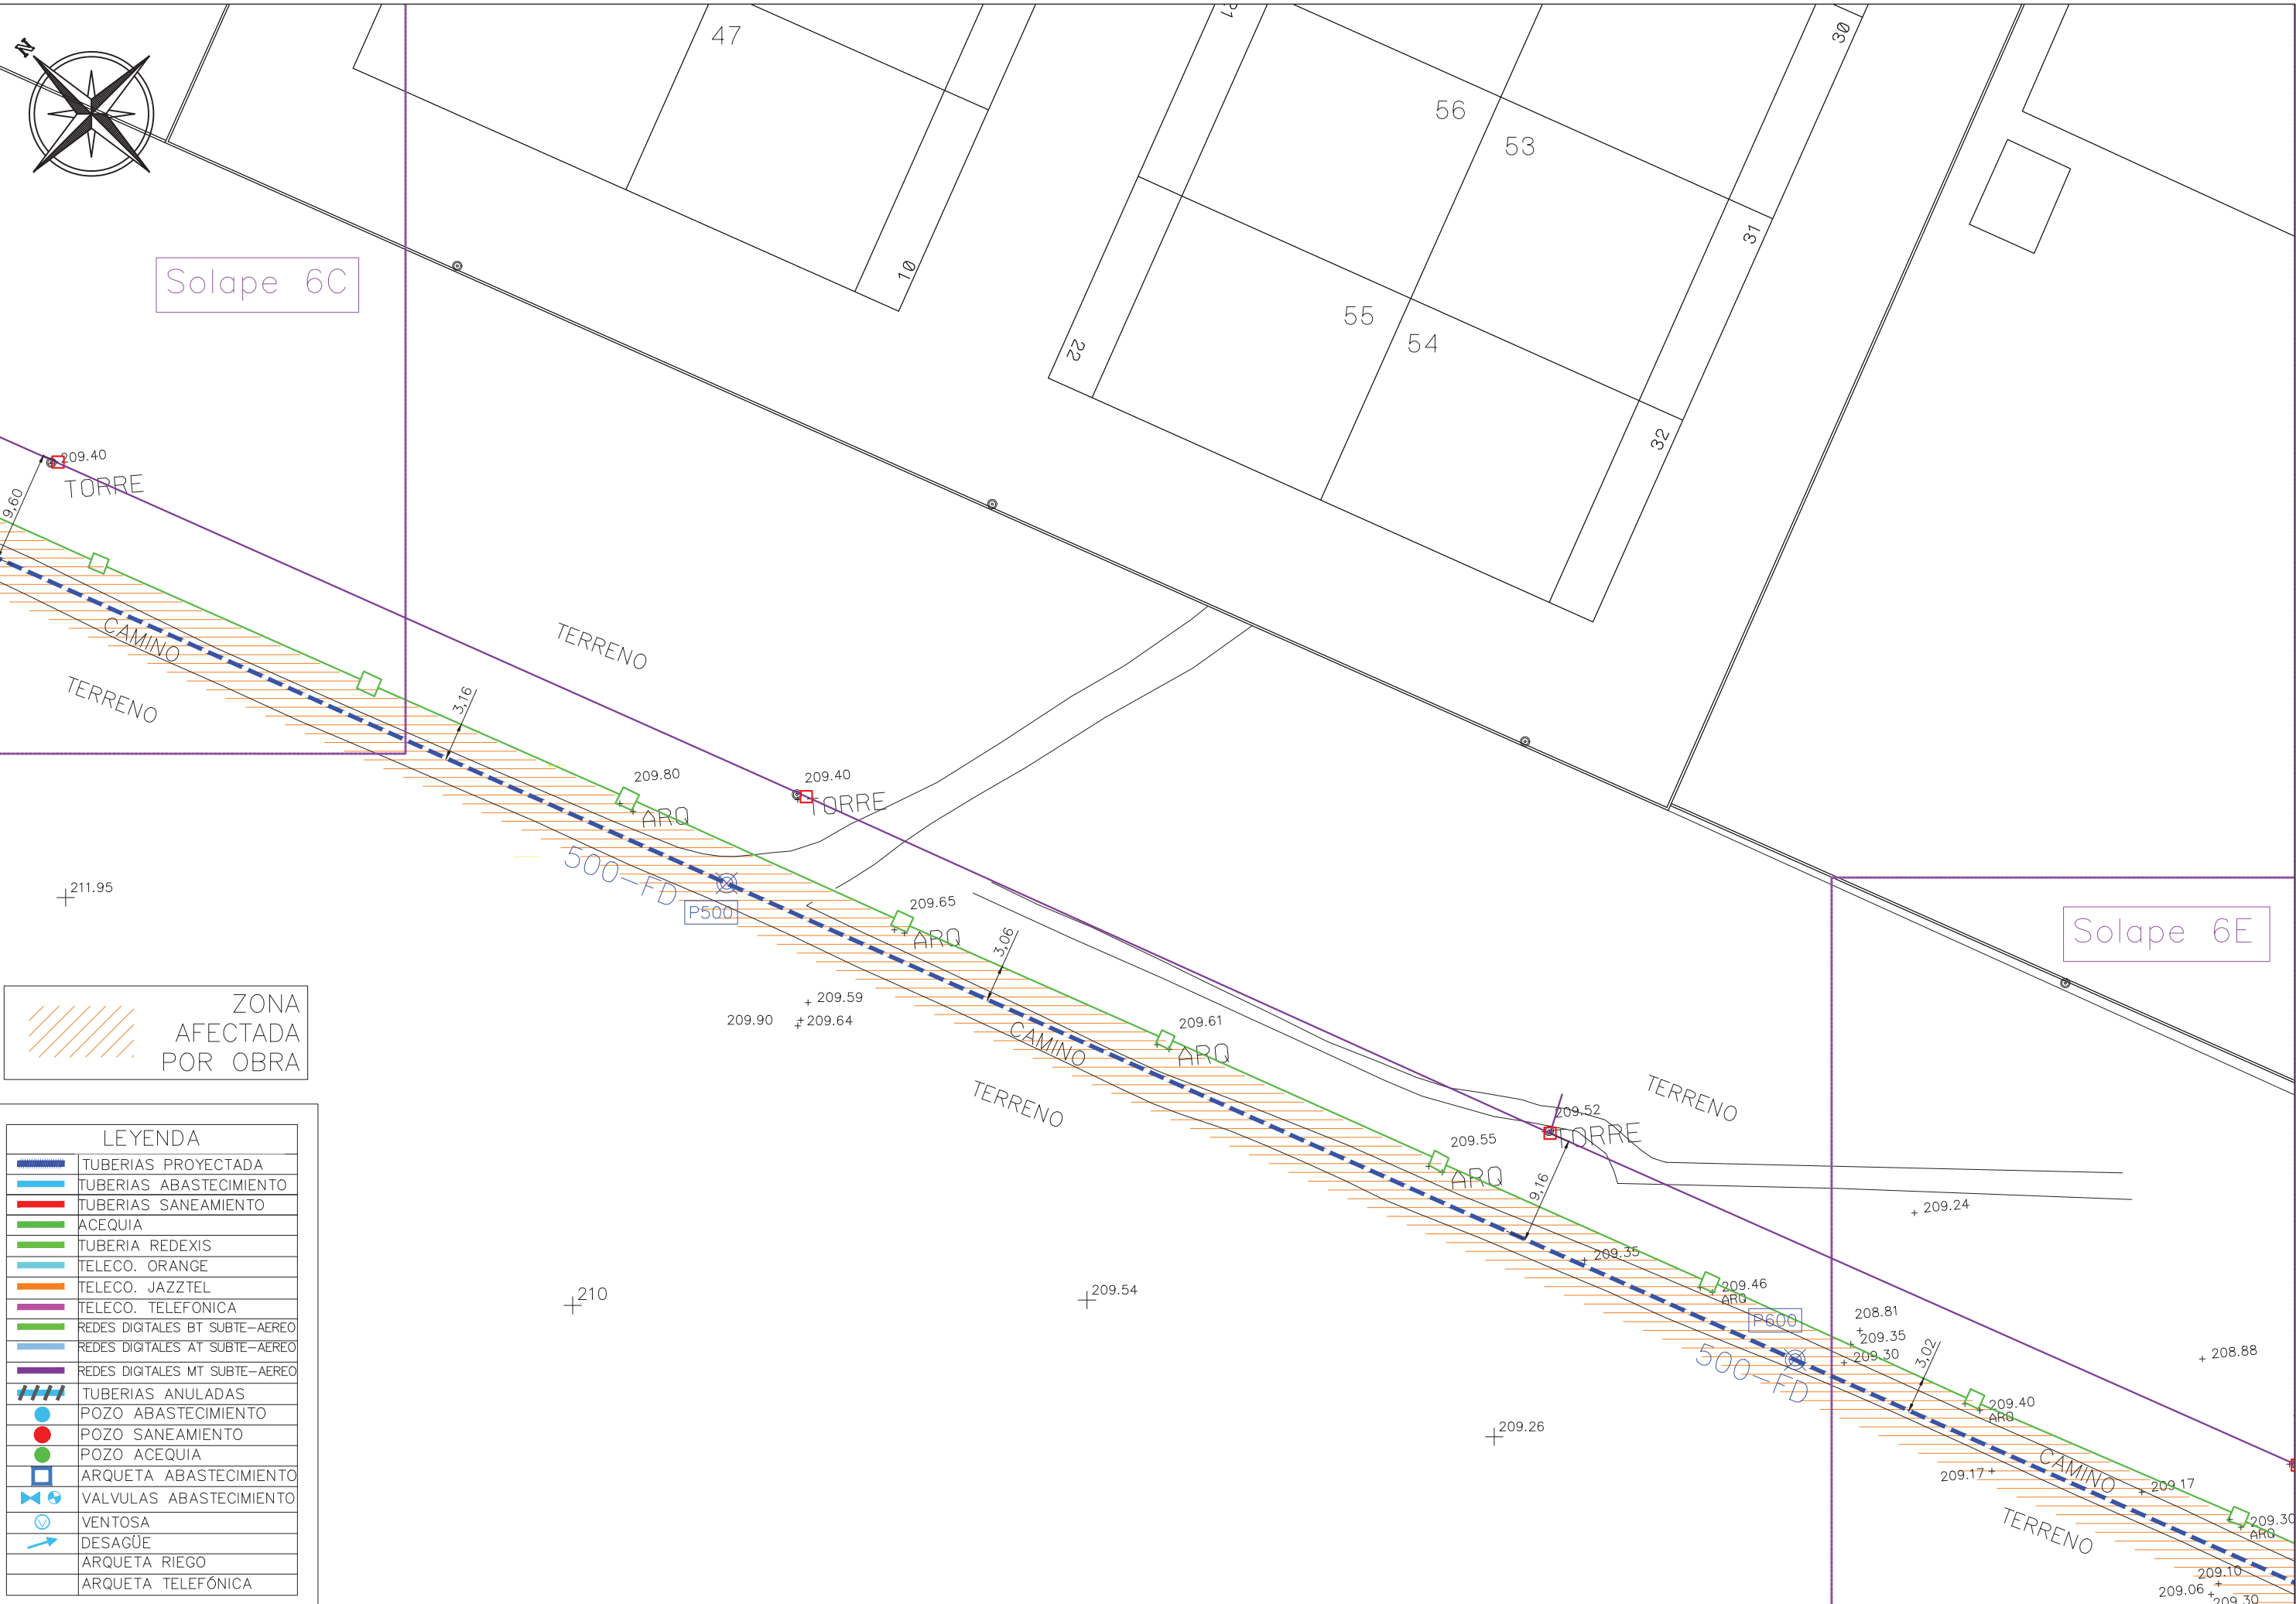 N
47
10
21
22
56
53
55
54
30
31
32
Solape 6C
209.40
TORRE
9,60
CAMINO
TERRENO
TERRENO
3,16
209.80
ARQ
209.40
TORRE
500-FD
P500
209.65
ARQ
3,06
211.95
209.59
209.90
209.64
CAMINO
209.61
ARQ
TERRENO
Solape 6E
TERRENO
209.52
TORRE
209.55
ARQ
9,16
209.24
209.35
209.46
ARQ
P600
500-FD
208.81
209.35
209.30
3,02
208.88
210
209.54
209.26
209.40
ARQ
CAMINO
209.17
209.17
TERRENO
209.30
ARQ
209.10
209.06
209.30
ZONA
AFECTADA
POR OBRA
LEYENDA
TUBERIAS PROYECTADA
TUBERIAS ABASTECIMIENTO
TUBERIAS SANEAMIENTO
ACEQUIA
TUBERIA REDEXIS
TELECO. ORANGE
TELECO. JAZZTEL
TELECO. TELEFONICA
REDES DIGITALES BT SUBTE-AEREO
REDES DIGITALES AT SUBTE-AEREO
REDES DIGITALES MT SUBTE-AEREO
TUBERIAS ANULADAS
POZO ABASTECIMIENTO
POZO SANEAMIENTO
POZO ACEQUIA
ARQUETA ABASTECIMIENTO
VALVULAS ABASTECIMIENTO
VENTOSA
DESAGÜE
ARQUETA RIEGO
ARQUETA TELEFÓNICA